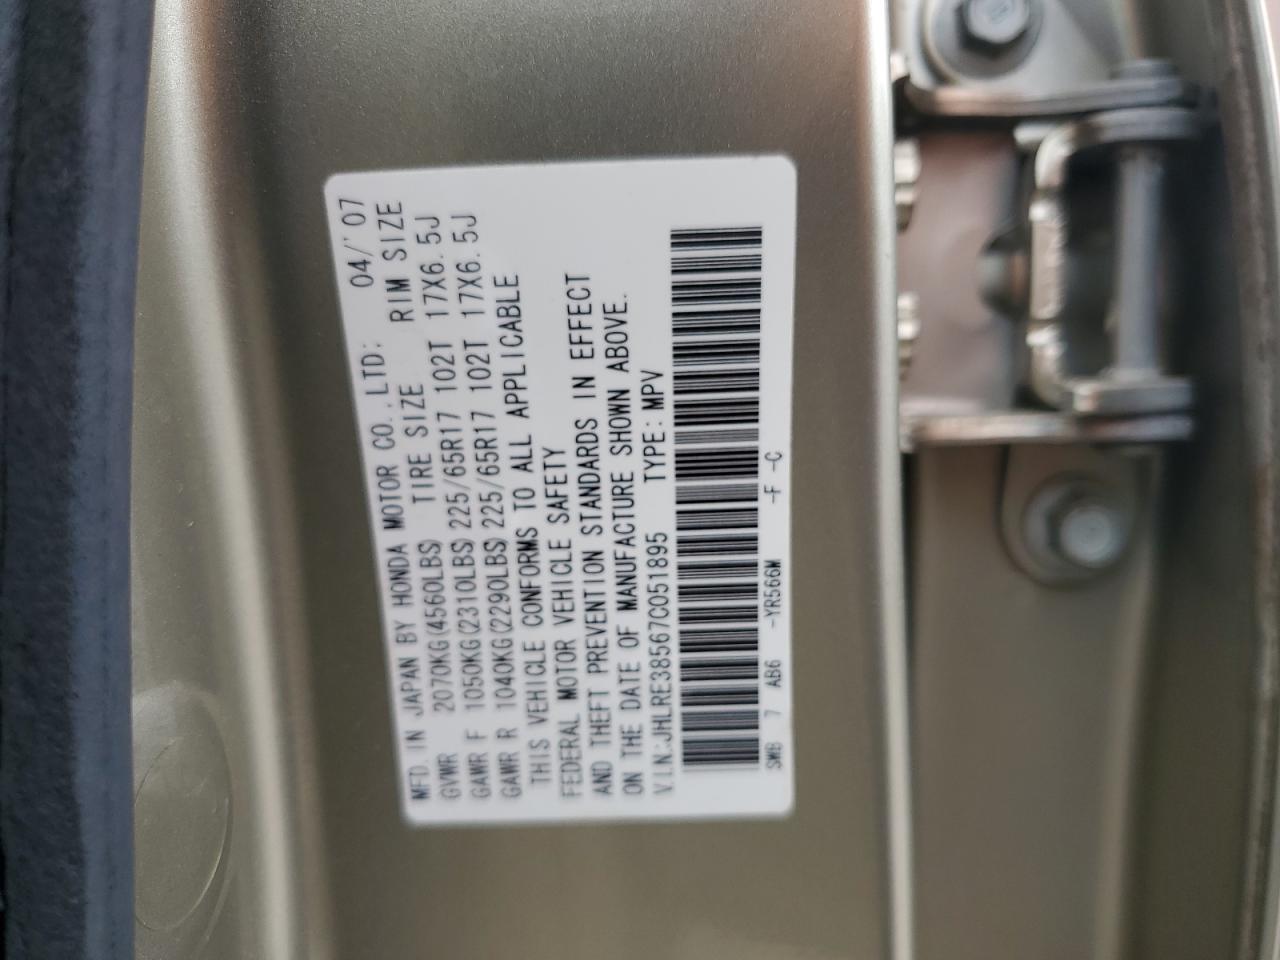 MFD. IN JAPAN BY HONDA MOTOR CO., LTD: 04/'07
TIRE SIZE RIM SIZE
GVWR 2070KG(4560LBS)
GAWR F 1050KG(2310LBS) 225/65R17 102T 17X6.5J
GAWR R 1040KG(2290LBS) 225/65R17 102T 17X6.5J
THIS VEHICLE CONFORMS TO ALL APPLICABLE
FEDERAL MOTOR VEHICLE SAFETY
AND THEFT PREVENTION STANDARDS IN EFFECT
ON THE DATE OF MANUFACTURE SHOWN ABOVE.
V.I.N:JHLRE38567C051895 TYPE: MPV
SWB 7 AB6 -YR566M -F -C